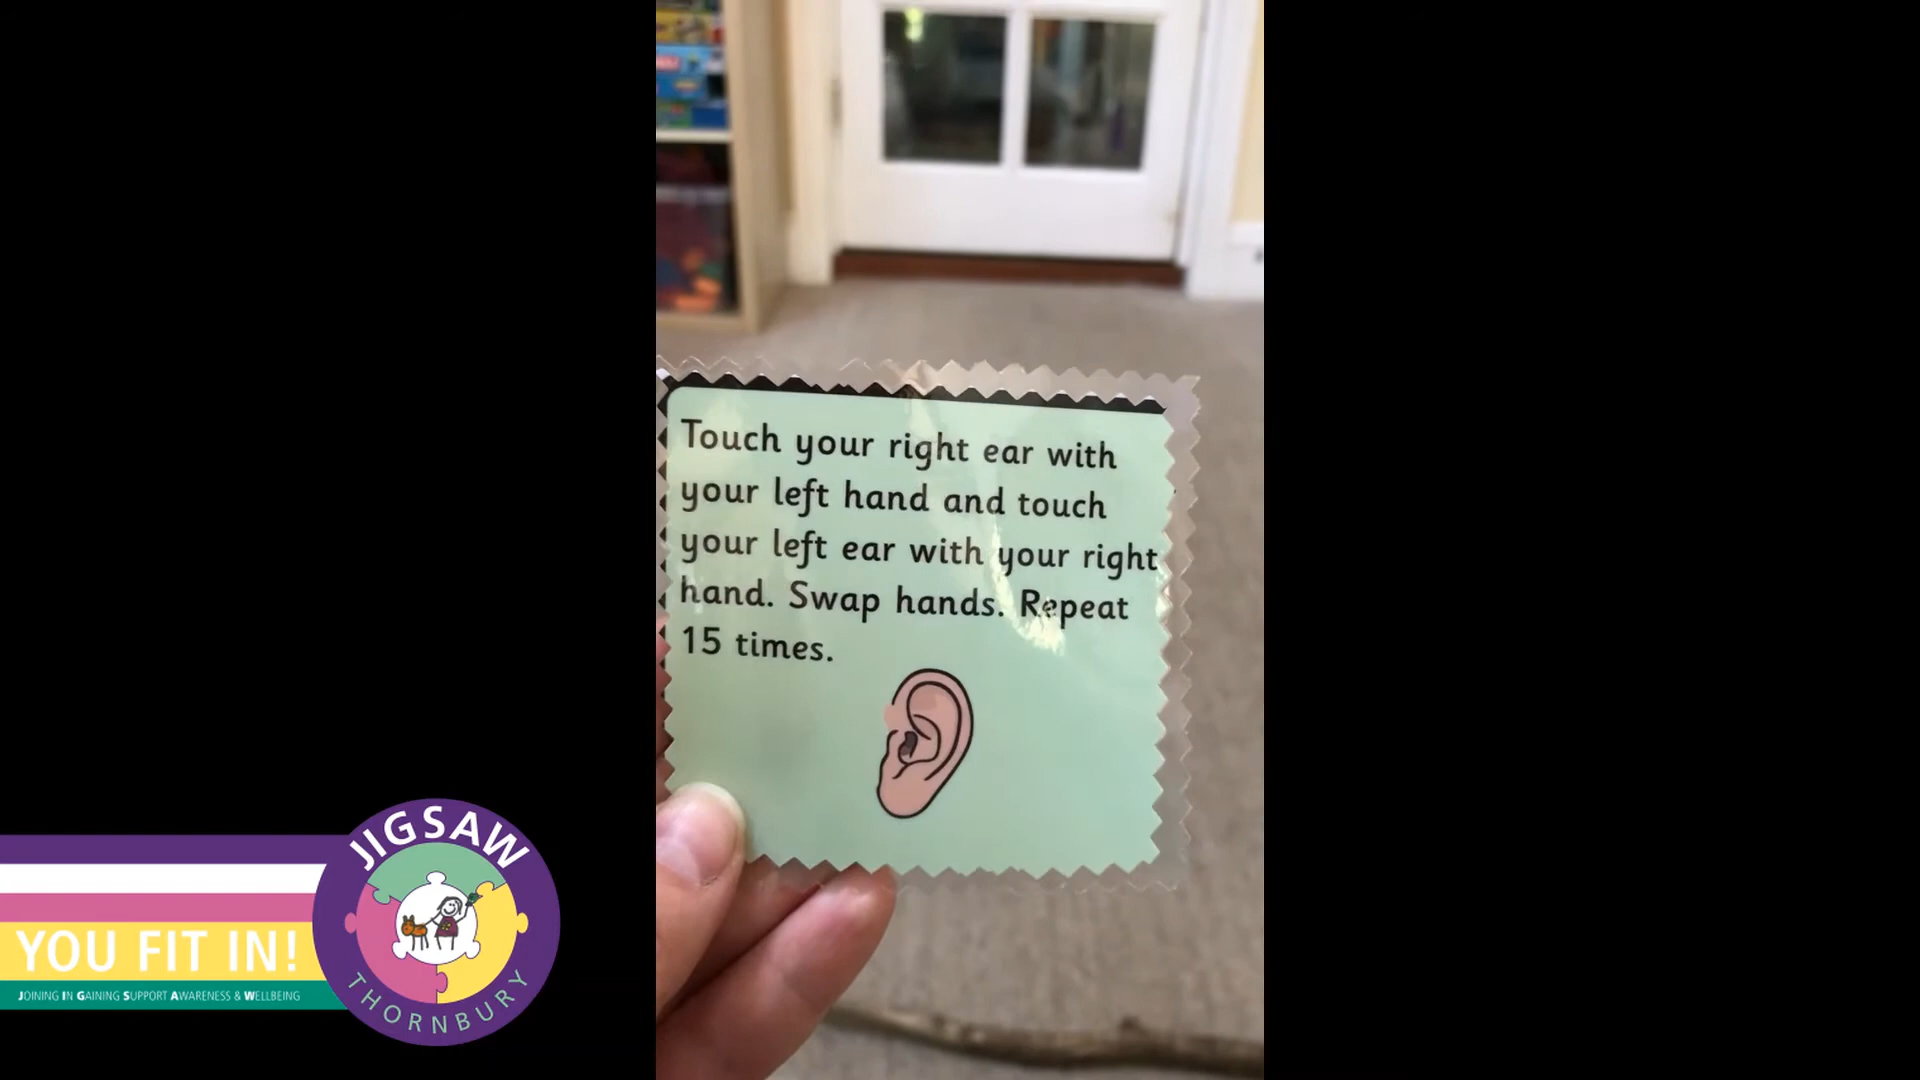 Touch your right ear with
your left hand and touch
your left ear with your right
hand. Swap hands. Repeat
15 times.
JIGSAW
THORNBURY
YOU FIT IN!
JOINING IN GAINING SUPPORT AWARENESS & WELLBEING